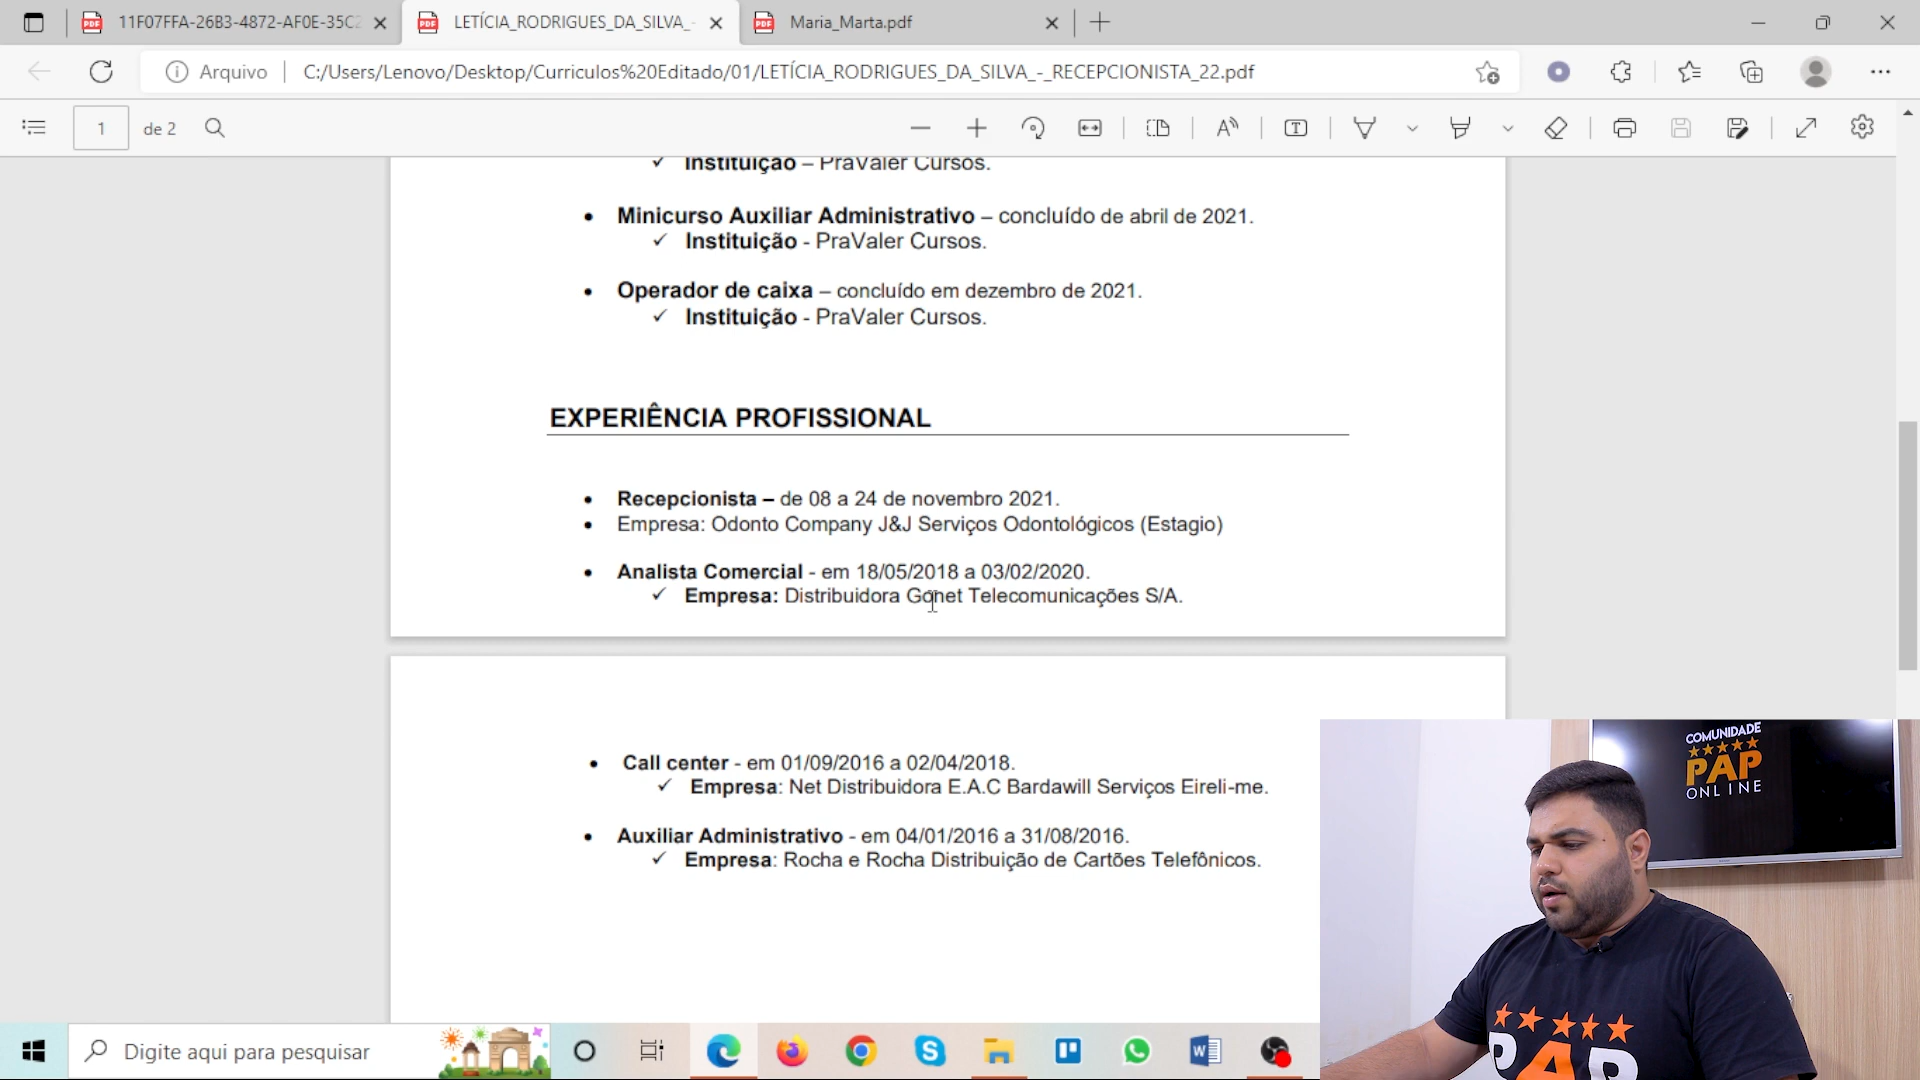 11F07FFA-26B3-4872-AF0E-35C2
LETÍCIA_RODRIGUES_DA_SILVA_-
Maria_Marta.pdf
Arquivo
C:/Users/Lenovo/Desktop/Curriculos%20Editado/01/LETÍCIA_RODRIGUES_DA_SILVA_-_RECEPCIONISTA_22.pdf
1 de 2
✓ Instituição – PraValer Cursos.
• Minicurso Auxiliar Administrativo – concluído de abril de 2021.
✓ Instituição - PraValer Cursos.
• Operador de caixa – concluído em dezembro de 2021.
✓ Instituição - PraValer Cursos.
EXPERIÊNCIA PROFISSIONAL
• Recepcionista – de 08 a 24 de novembro 2021.
• Empresa: Odonto Company J&J Serviços Odontológicos (Estagio)
• Analista Comercial - em 18/05/2018 a 03/02/2020.
✓ Empresa: Distribuidora Gonet Telecomunicações S/A.
• Call center - em 01/09/2016 a 02/04/2018.
✓ Empresa: Net Distribuidora E.A.C Bardawill Serviços Eireli-me.
• Auxiliar Administrativo - em 04/01/2016 a 31/08/2016.
✓ Empresa: Rocha e Rocha Distribuição de Cartões Telefônicos.
COMUNIDADE
PAP
ONLINE
PAP
Digite aqui para pesquisar